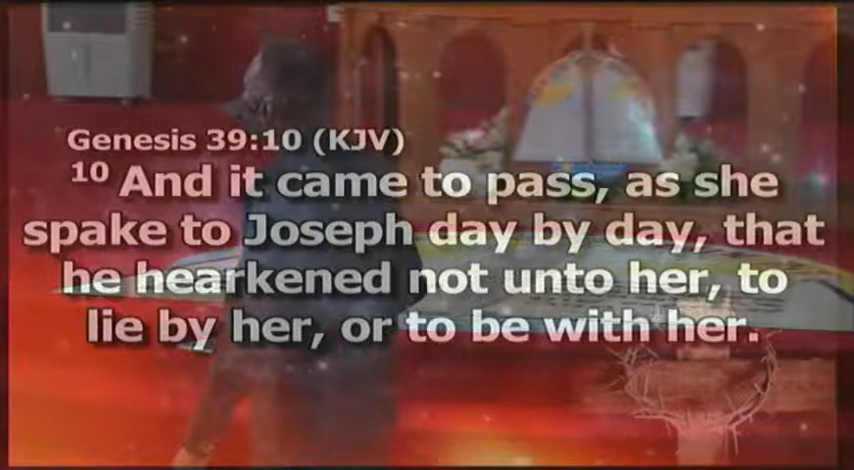 Genesis 39:10 (KJV)
10 And it came to pass, as she
spake to Joseph day by day, that
he hearkened not unto her, to
lie by her, or to be with her.